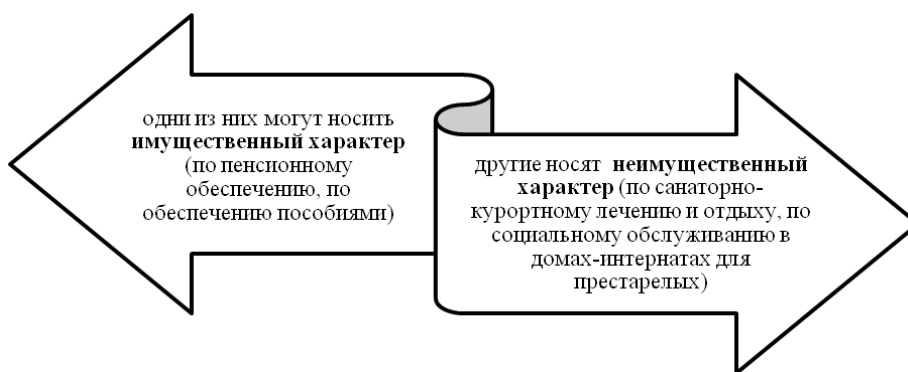 одни из них могут носить
имущественный характер
(по пенсионному
обеспечению, по
обеспечению пособиями)
другие носят неимущественный
характер (по санаторно-
курортному лечению и отдыху, по
социальному обслуживанию в
домах-интернатах для
престарелых)